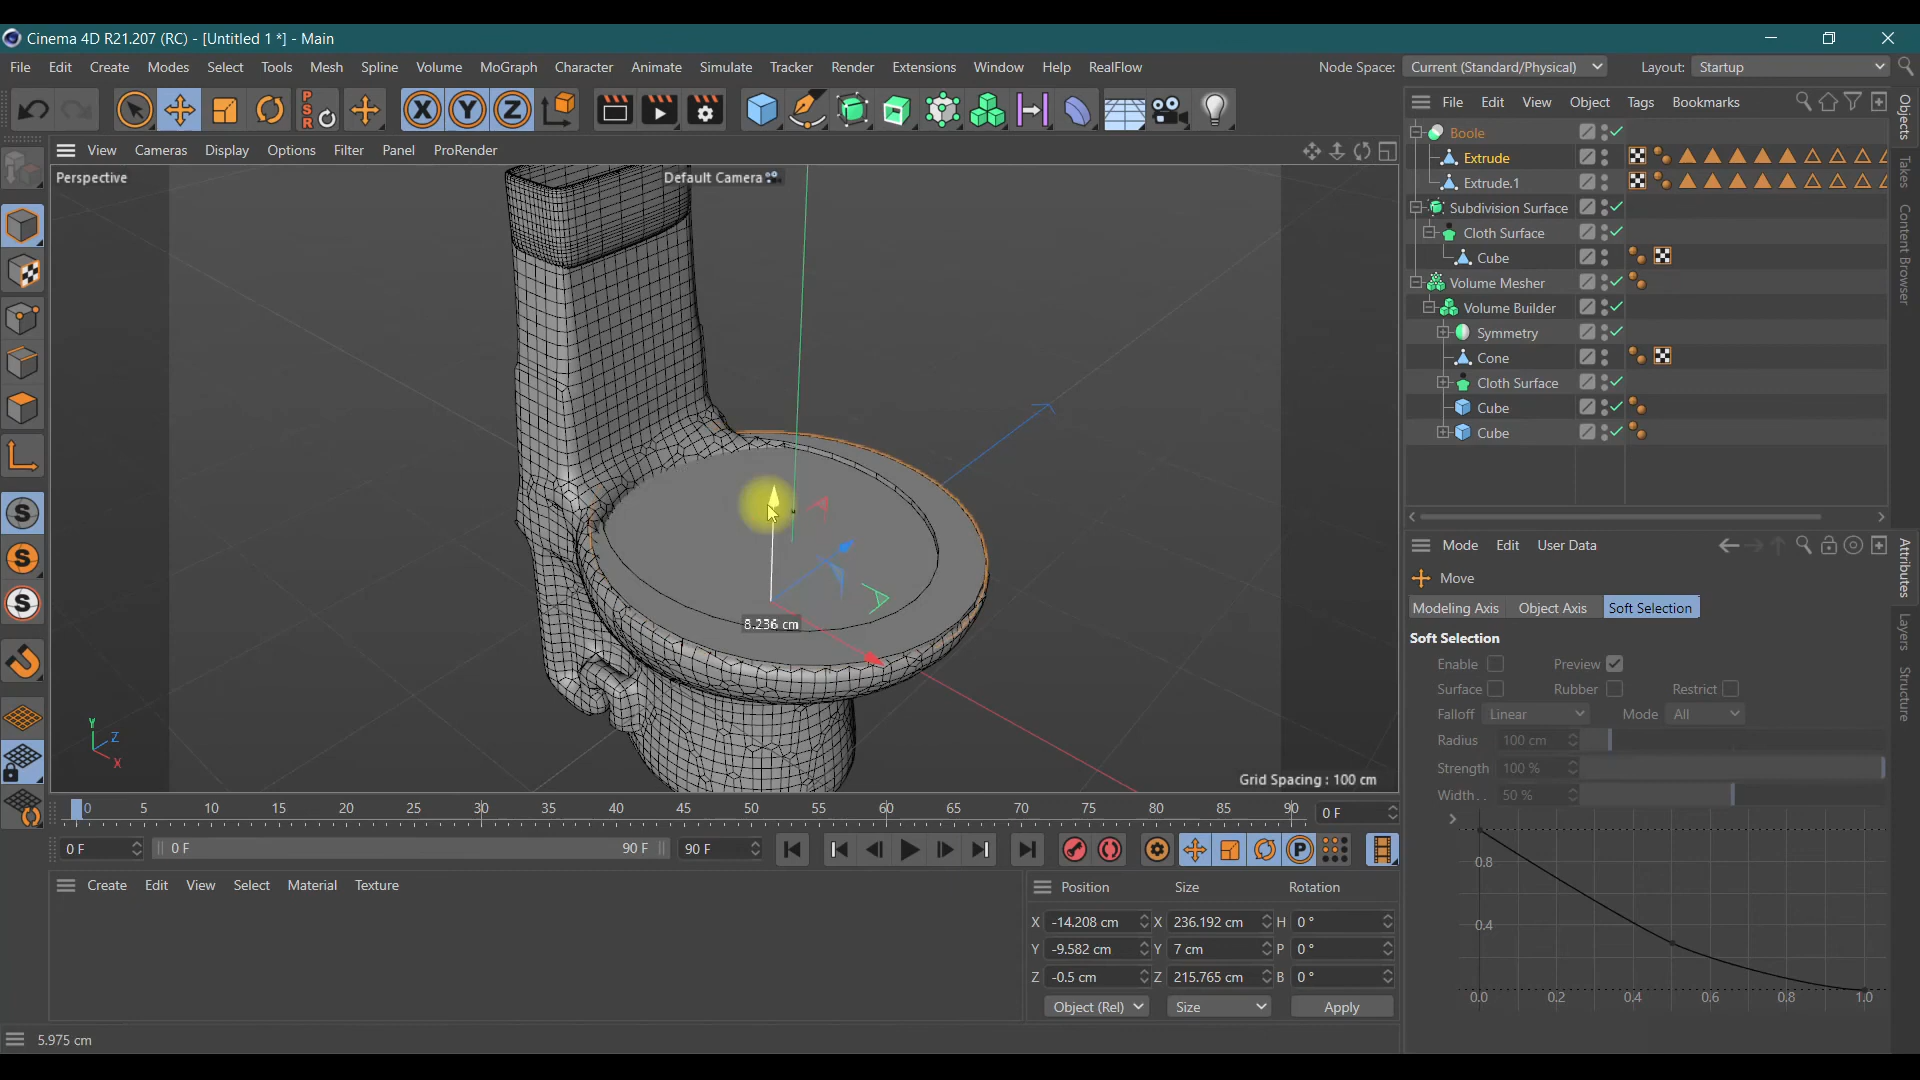 Cinema 4D R21.207 (RC) - [Untitled 1 *] - Main
File Edit Create Modes Select Tools Mesh Spline Volume MoGraph Character Animate Simulate Tracker Render Extensions Window Help RealFlow Node Space: Current (Standard/Physical) Layout: Startup
PSR X Y Z
File Edit View Object Tags Bookmarks
View Cameras Display Options Filter Panel ProRender
Perspective Default Camera
Boole
Extrude
Extrude.1
Subdivision Surface
Cloth Surface
Cube
Volume Mesher
Volume Builder
Symmetry
Cone
Cloth Surface
Cube
Cube
Objects
Takes
Content Browser
Attributes
Layers
Structure
Mode Edit User Data
Move
Modeling Axis Object Axis Soft Selection
Soft Selection
Enable Preview
Surface Rubber Restrict
Falloff Linear Mode All
Radius 100 cm
Strength 100 %
Width . . 50 %
0.8
0.4
0.0 0.2 0.4 0.6 0.8 1.0
S
S
S
8.236 cm
Y
Z
X
Grid Spacing : 100 cm
0 5 10 15 20 25 30 35 40 45 50 55 60 65 70 75 80 85 90 0 F
0 F 0 F 90 F 90 F P
Create Edit View Select Material Texture
Position Size Rotation
X -14.208 cm X 236.192 cm H 0 °
Y -9.582 cm Y 7 cm P 0 °
Z -0.5 cm Z 215.765 cm B 0 °
Object (Rel) Size Apply
5.975 cm